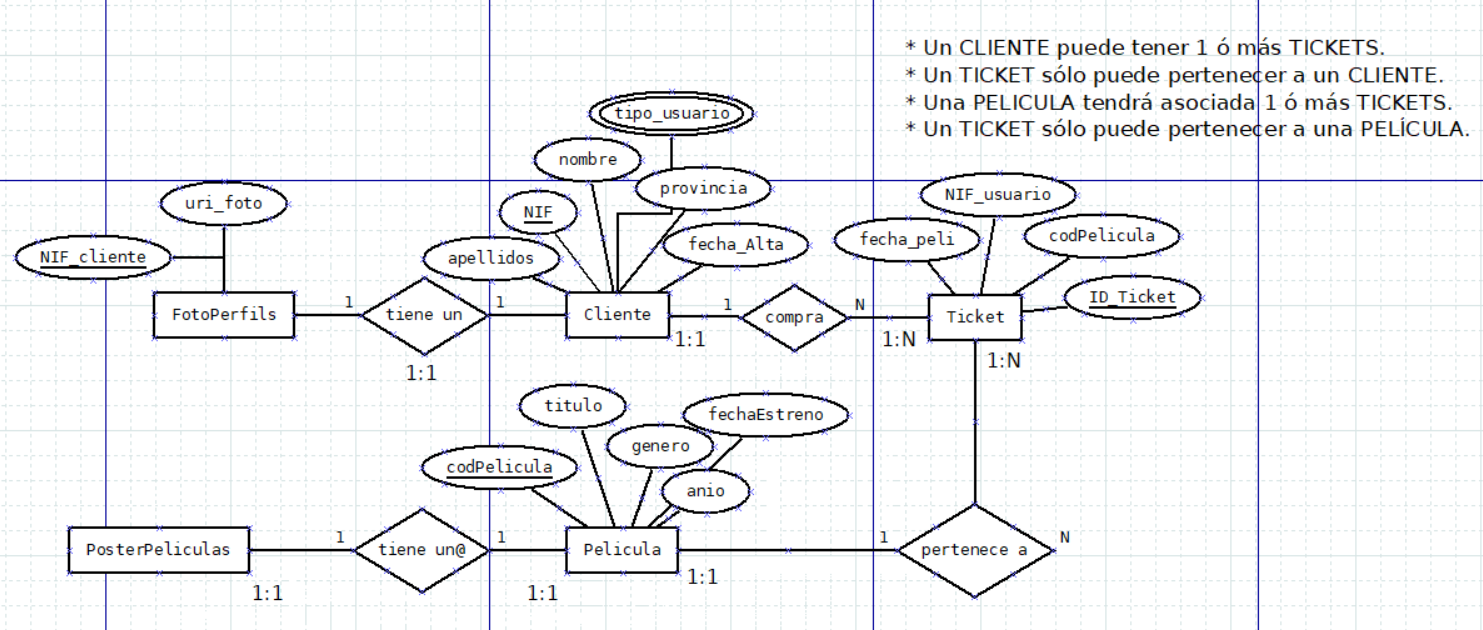 * Un CLIENTE puede tener 1 ó más TICKETS.
* Un TICKET sólo puede pertenecer a un CLIENTE.
* Una PELICULA tendrá asociada 1 ó más TICKETS.
* Un TICKET sólo puede pertenecer a una PELÍCULA.
tipo_usuario
nombre
provincia
uri_foto
NIF
NIF_usuario
fecha_peli
codPelicula
NIF_cliente
apellidos
fecha_Alta
ID_Ticket
FotoPerfils
1
tiene un
1
Cliente
1
compra
N
Ticket
1:1
1:1
1:N
1:N
titulo
fechaEstreno
genero
codPelicula
anio
PosterPeliculas
1
tiene un@
1
Pelicula
1
pertenece a
N
1:1
1:1
1:1